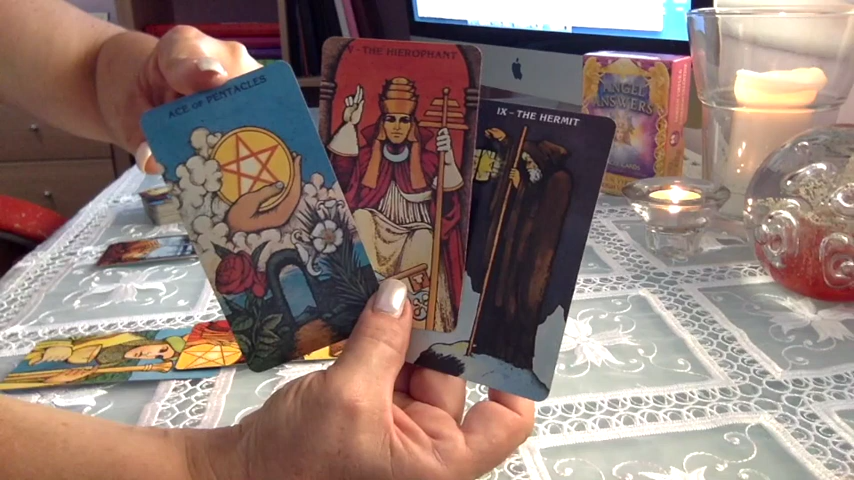 ACE OF PENTACLES
V - THE HIEROPHANT
IX - THE HERMIT
ANGEL
ANSWERS